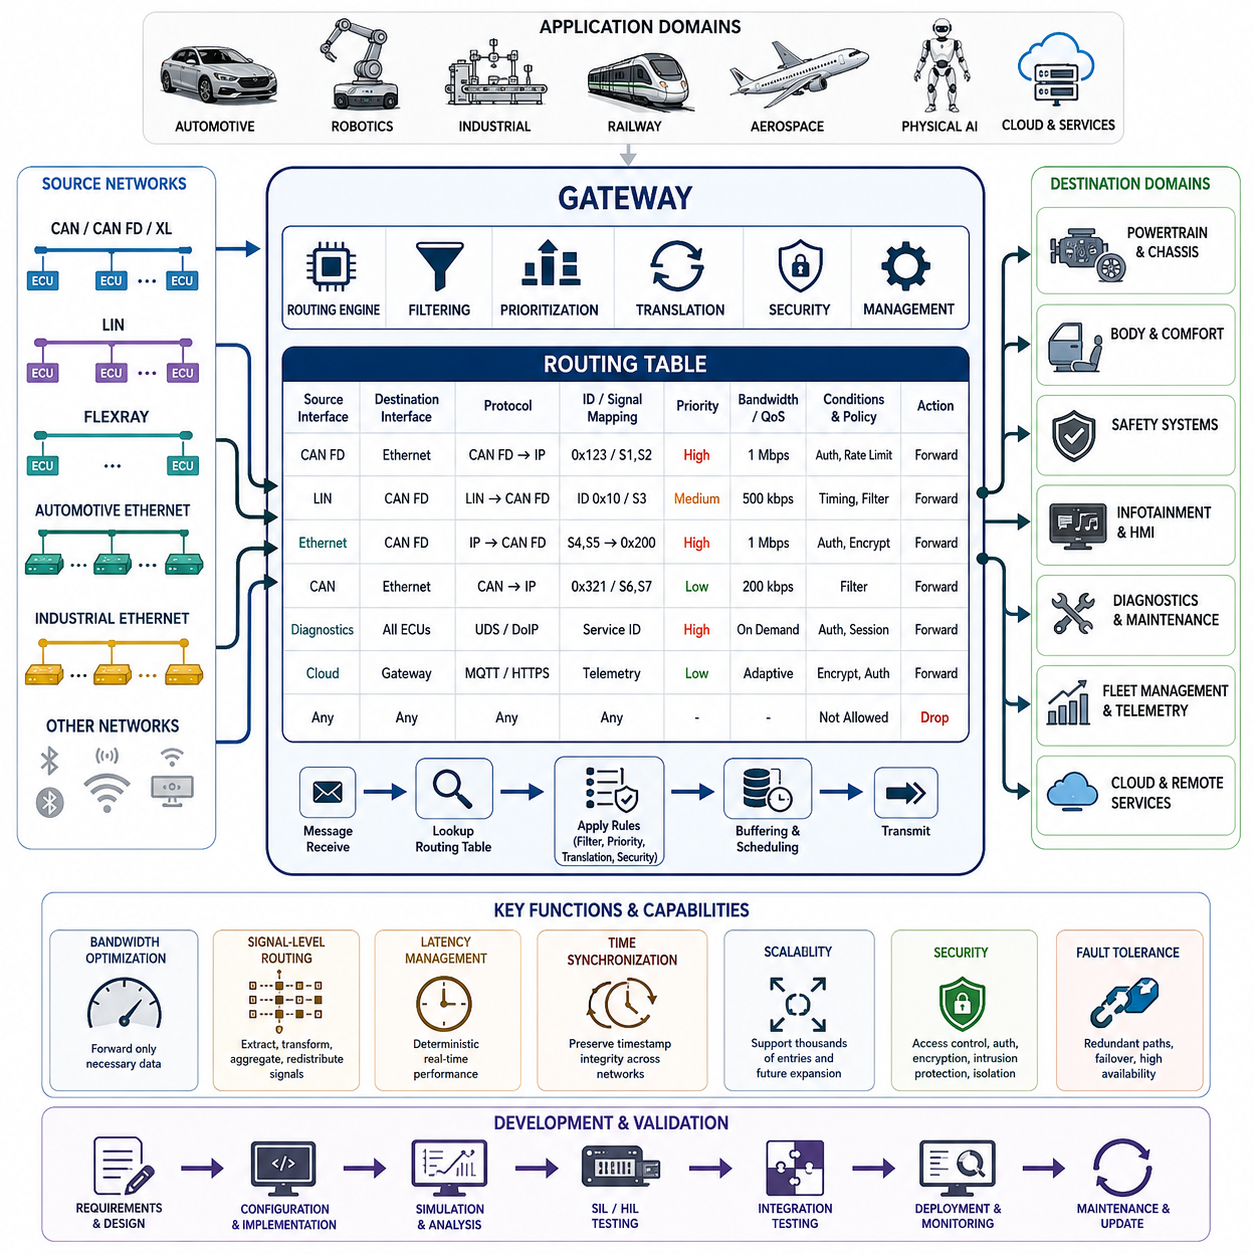 APPLICATION DOMAINS
AUTOMOTIVE
ROBOTICS
INDUSTRIAL
RAILWAY
AEROSPACE
PHYSICAL AI
CLOUD & SERVICES
SOURCE NETWORKS
CAN / CAN FD / XL
ECU ECU ... ECU
LIN
ECU ECU ... ECU
FLEXRAY
ECU ... ECU
AUTOMOTIVE ETHERNET
... ...
INDUSTRIAL ETHERNET
... ...
OTHER NETWORKS
GATEWAY
ROUTING ENGINE
FILTERING
PRIORITIZATION
TRANSLATION
SECURITY
MANAGEMENT
ROUTING TABLE
Source Interface | Destination Interface | Protocol | ID / Signal Mapping | Priority | Bandwidth / QoS | Conditions & Policy | Action
CAN FD | Ethernet | CAN FD → IP | 0x123 / S1,S2 | High | 1 Mbps | Auth, Rate Limit | Forward
LIN | CAN FD | LIN → CAN FD | ID 0x10 / S3 | Medium | 500 kbps | Timing, Filter | Forward
Ethernet | CAN FD | IP → CAN FD | S4,S5 → 0x200 | High | 1 Mbps | Auth, Encrypt | Forward
CAN | Ethernet | CAN → IP | 0x321 / S6,S7 | Low | 200 kbps | Filter | Forward
Diagnostics | All ECUs | UDS / DoIP | Service ID | High | On Demand | Auth, Session | Forward
Cloud | Gateway | MQTT / HTTPS | Telemetry | Low | Adaptive | Encrypt, Auth | Forward
Any | Any | Any | Any | - | - | Not Allowed | Drop
Message
Receive
Lookup
Routing Table
Apply Rules
(Filter, Priority,
Translation, Security)
Buffering &
Scheduling
Transmit
DESTINATION DOMAINS
POWERTRAIN
& CHASSIS
BODY & COMFORT
SAFETY SYSTEMS
INFOTAINMENT
& HMI
DIAGNOSTICS
& MAINTENANCE
FLEET MANAGEMENT
& TELEMETRY
CLOUD & REMOTE
SERVICES
KEY FUNCTIONS & CAPABILITIES
BANDWIDTH
OPTIMIZATION
Forward only
necessary data
SIGNAL-LEVEL
ROUTING
Extract, transform,
aggregate, redistribute
signals
LATENCY
MANAGEMENT
Deterministic
real-time
performance
TIME
SYNCHRONIZATION
Preserve timestamp
integrity across
networks
SCALABILITY
Support thousands
of entries and
future expansion
SECURITY
Access control, auth,
encryption, intrusion
protection, isolation
FAULT TOLERANCE
Redundant paths,
failover, high
availability
DEVELOPMENT & VALIDATION
REQUIREMENTS
& DESIGN
</>
CONFIGURATION
& IMPLEMENTATION
SIMULATION
& ANALYSIS
SIL / HIL
TESTING
INTEGRATION
TESTING
DEPLOYMENT &
MONITORING
MAINTENANCE &
UPDATE